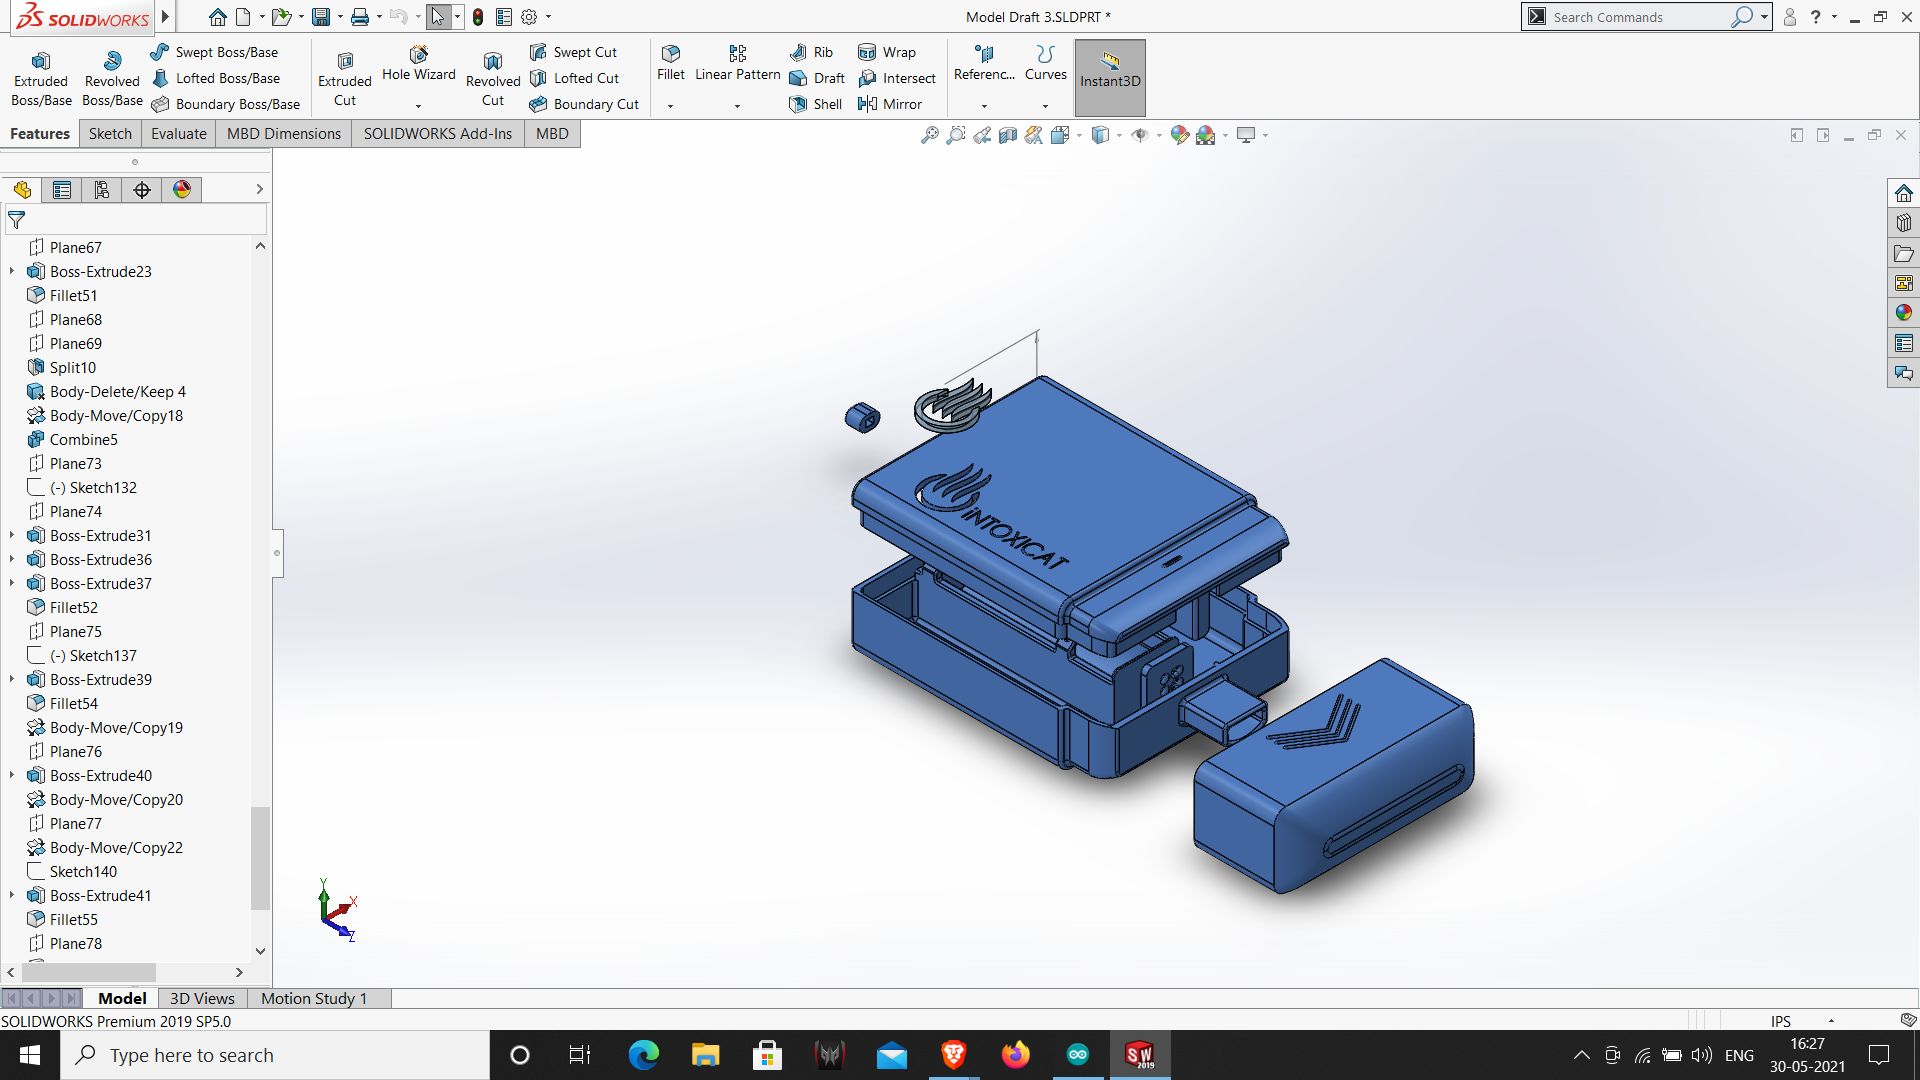 SOLIDWORKS
Model Draft 3.SLDPRT *
Search Commands
Extruded Boss/Base
Revolved Boss/Base
Swept Boss/Base
Lofted Boss/Base
Boundary Boss/Base
Extruded Cut
Hole Wizard
Revolved Cut
Swept Cut
Lofted Cut
Boundary Cut
Fillet
Linear Pattern
Rib
Draft
Shell
Wrap
Intersect
Mirror
Referenc...
Curves
Instant3D
Features
Sketch
Evaluate
MBD Dimensions
SOLIDWORKS Add-Ins
MBD
Plane67
Boss-Extrude23
Fillet51
Plane68
Plane69
Split10
Body-Delete/Keep 4
Body-Move/Copy18
Combine5
Plane73
(-) Sketch132
Plane74
Boss-Extrude31
Boss-Extrude36
Boss-Extrude37
Fillet52
Plane75
(-) Sketch137
Boss-Extrude39
Fillet54
Body-Move/Copy19
Plane76
Boss-Extrude40
Body-Move/Copy20
Plane77
Body-Move/Copy22
Sketch140
Boss-Extrude41
Fillet55
Plane78
iNTOXICAT
Y
X
Z
Model
3D Views
Motion Study 1
SOLIDWORKS Premium 2019 SP5.0
IPS
Type here to search
SW
2019
ENG
16:27
30-05-2021